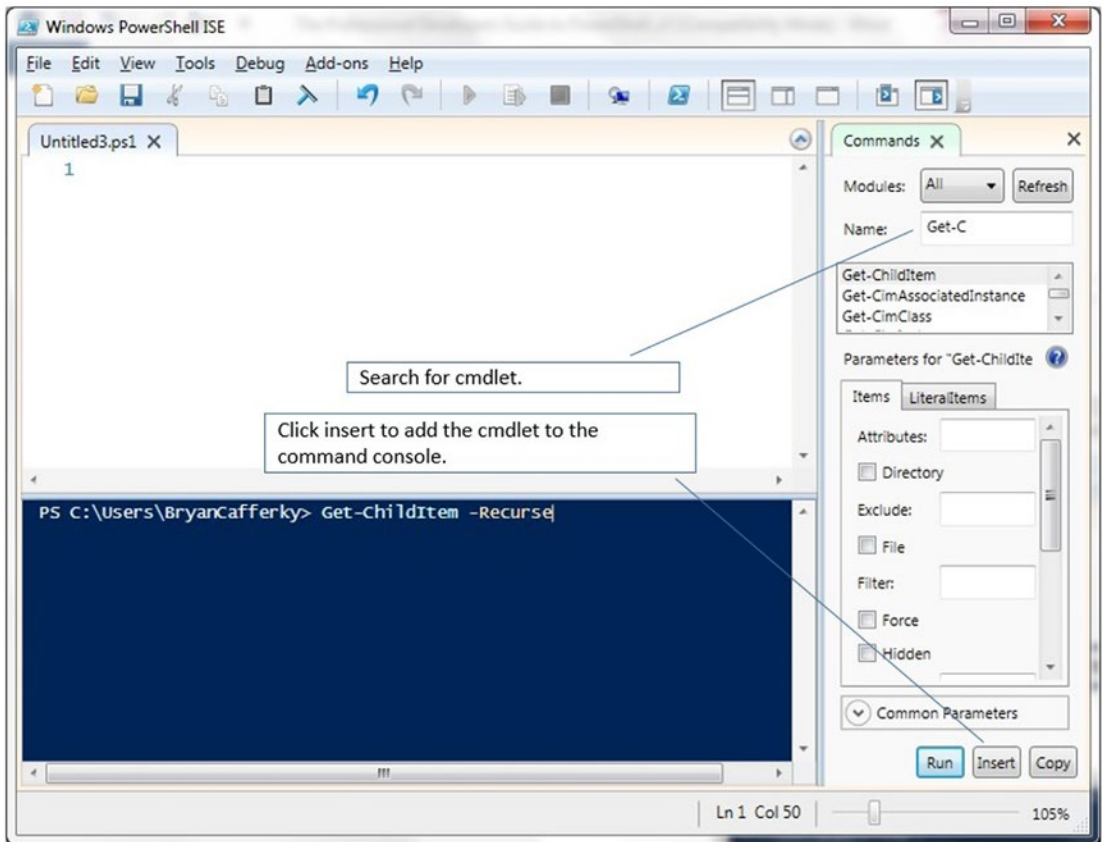 Windows PowerShell ISE
File Edit View Tools Debug Add-ons Help
Untitled3.ps1
1
Search for cmdlet.
Click insert to add the cmdlet to the
command console.
PS C:\Users\BryanCafferky> Get-ChildItem -Recurse
Commands
Modules: All Refresh
Name: Get-C
Get-ChildItem
Get-CimAssociatedInstance
Get-CimClass
Parameters for "Get-ChildIte
Items LiteralItems
Attributes:
Directory
Exclude:
File
Filter:
Force
Hidden
Common Parameters
Run Insert Copy
Ln 1 Col 50 105%